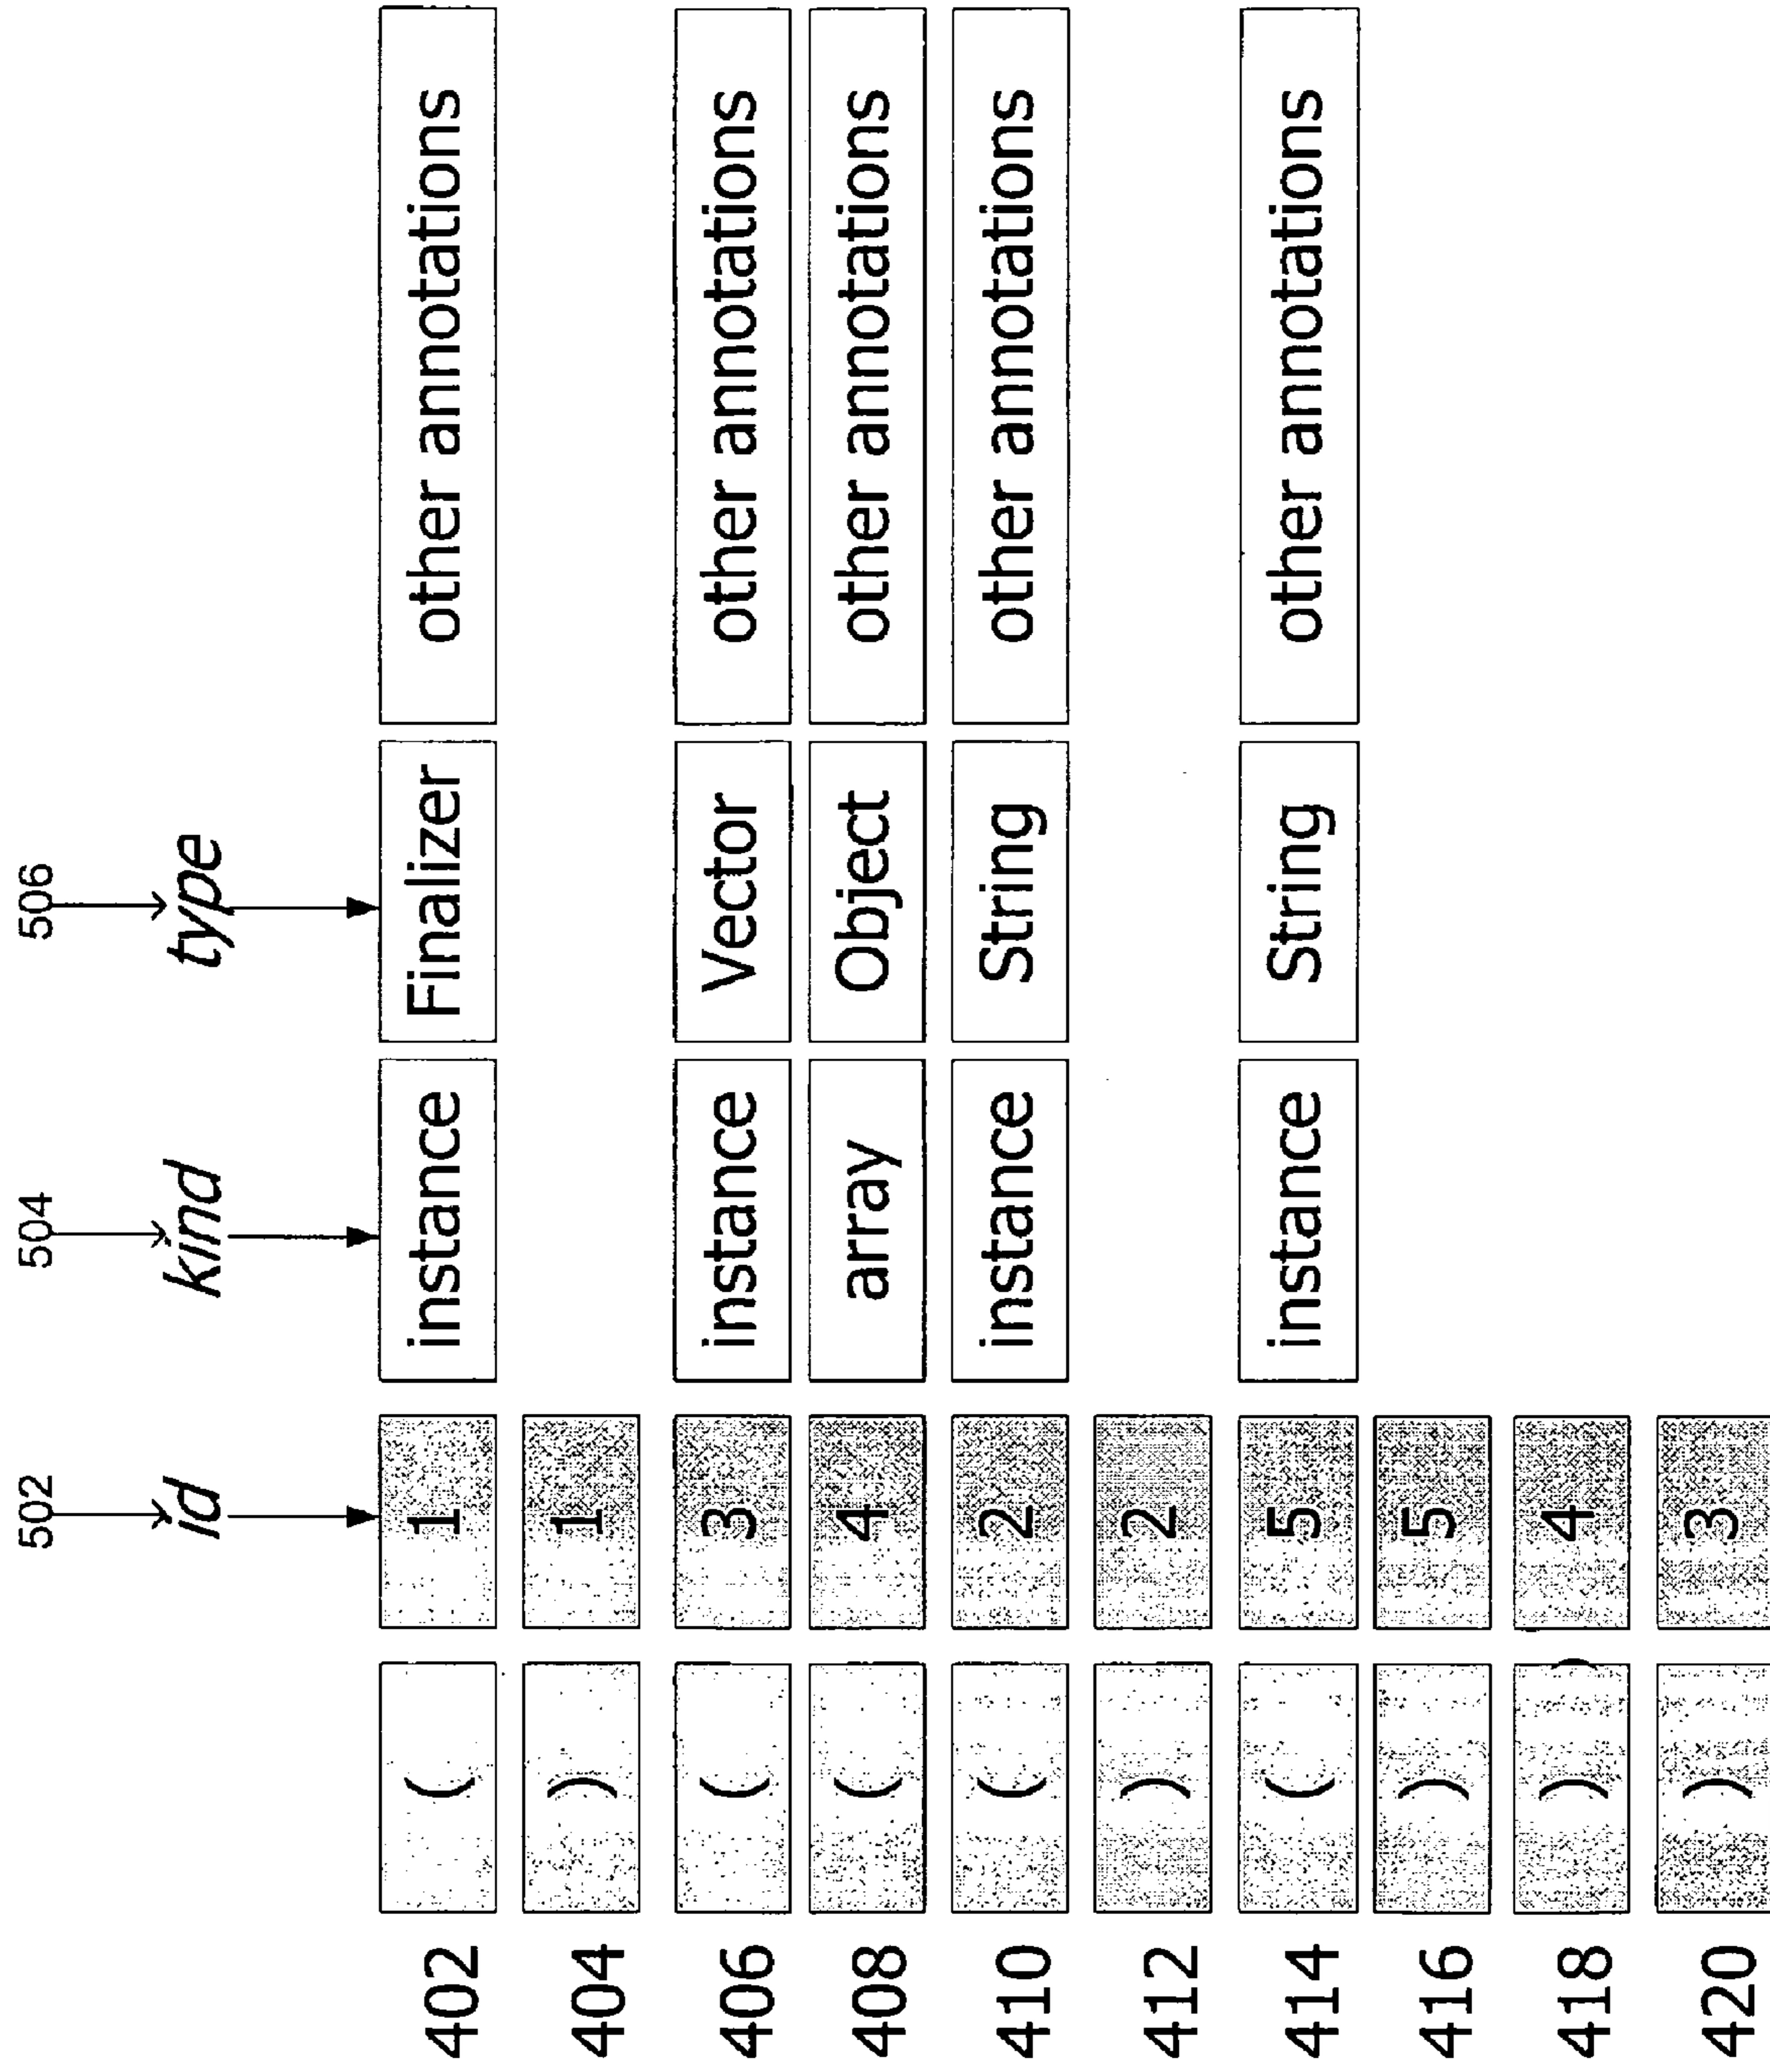 502 504 506
id kind type
402 ( 1 instance Finalizer other annotations
404 ) 1
406 ( 3 instance Vector other annotations
408 ( 4 array Object other annotations
410 ( 2 instance String other annotations
412 ) 2
414 ( 5 instance String other annotations
416 ) 5
418 ) 4
420 ) 3